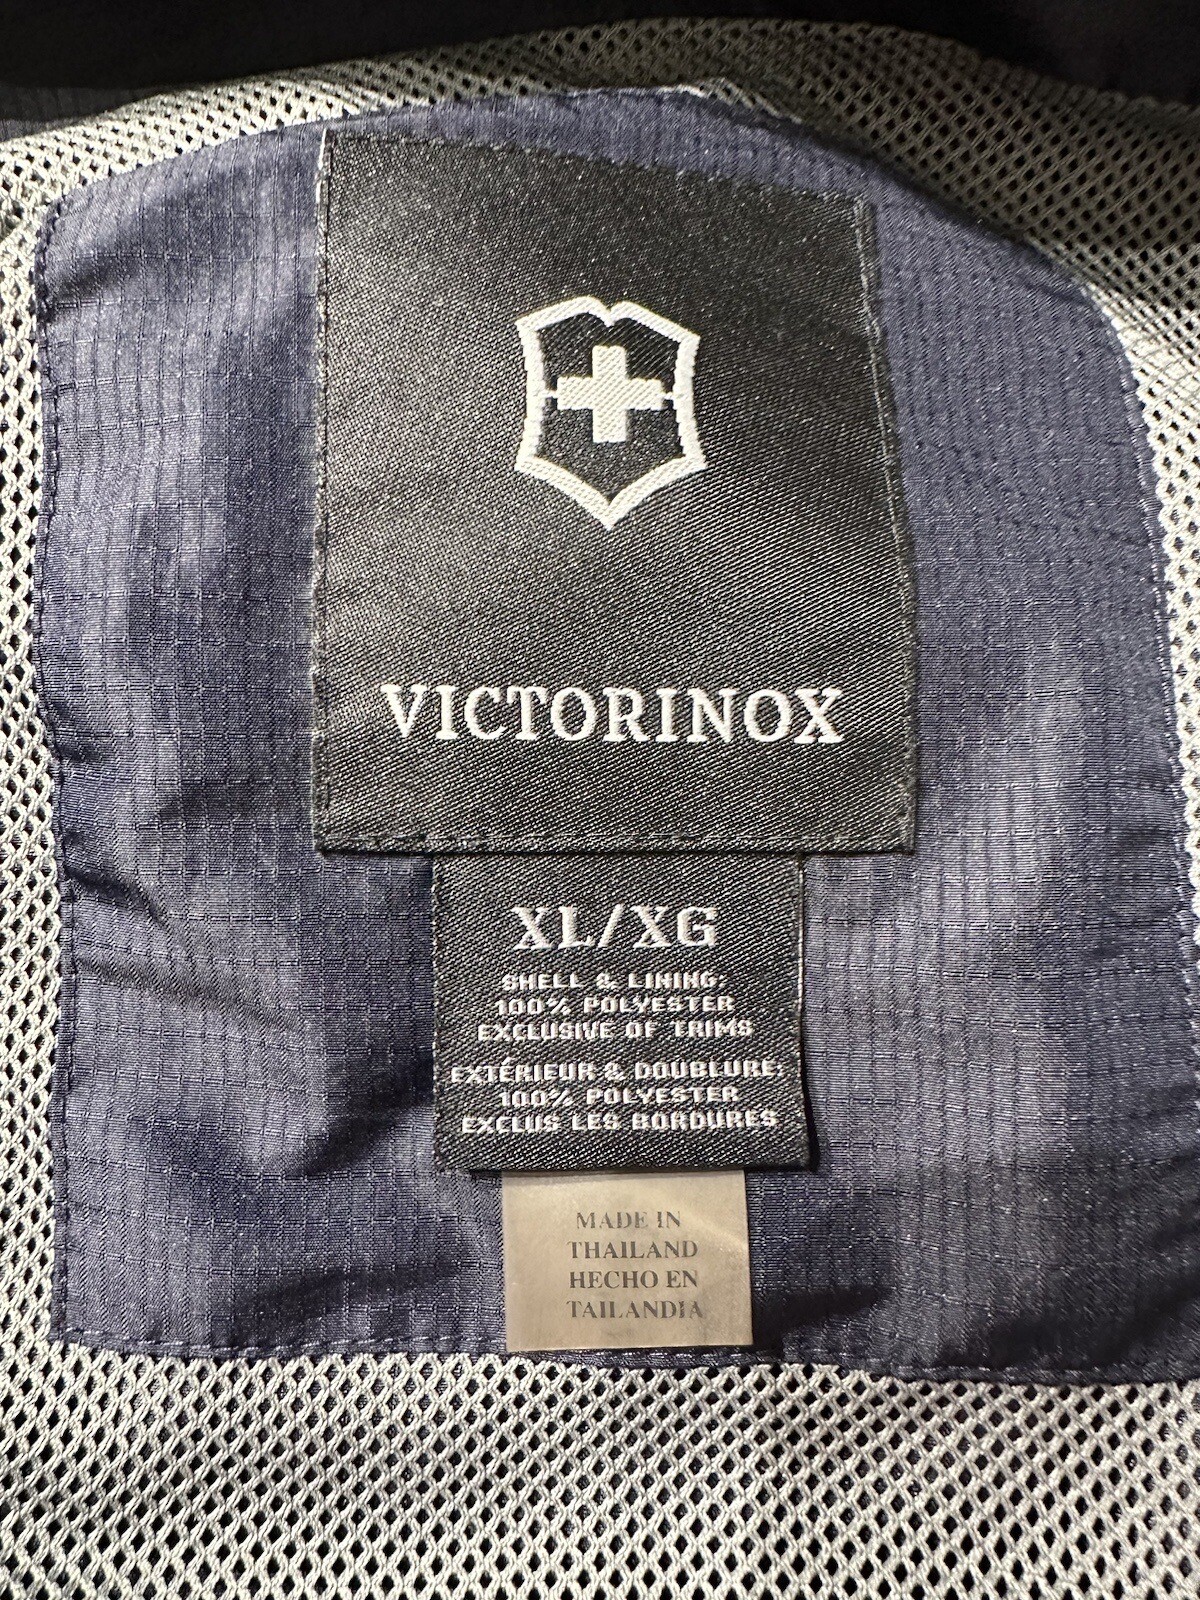 VICTORINOX
XL/XG
SHELL & LINING:
100% POLYESTER
EXCLUSIVE OF TRIMS
EXTÉRIEUR & DOUBLURE:
100% POLYESTER
EXCLUS LES BORDURES
MADE IN
THAILAND
HECHO EN
TAILANDIA